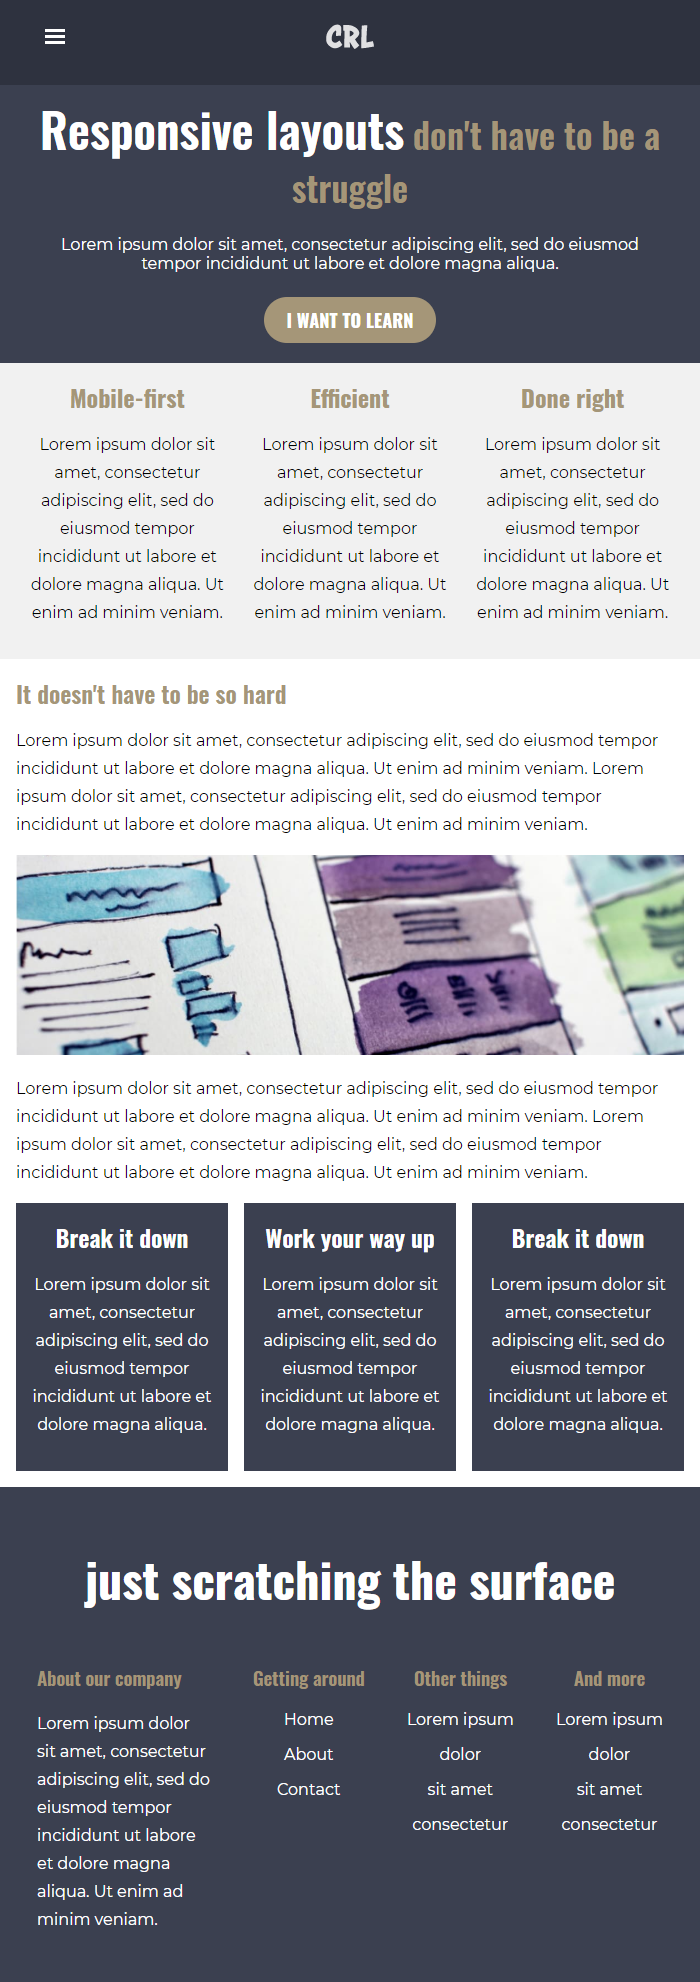 CRL
Responsive layouts don't have to be a
struggle
Lorem ipsum dolor sit amet, consectetur adipiscing elit, sed do eiusmod
tempor incididunt ut labore et dolore magna aliqua.
I WANT TO LEARN
Mobile-first
Lorem ipsum dolor sit
amet, consectetur
adipiscing elit, sed do
eiusmod tempor
incididunt ut labore et
dolore magna aliqua. Ut
enim ad minim veniam.
Efficient
Lorem ipsum dolor sit
amet, consectetur
adipiscing elit, sed do
eiusmod tempor
incididunt ut labore et
dolore magna aliqua. Ut
enim ad minim veniam.
Done right
Lorem ipsum dolor sit
amet, consectetur
adipiscing elit, sed do
eiusmod tempor
incididunt ut labore et
dolore magna aliqua. Ut
enim ad minim veniam.
It doesn't have to be so hard
Lorem ipsum dolor sit amet, consectetur adipiscing elit, sed do eiusmod tempor
incididunt ut labore et dolore magna aliqua. Ut enim ad minim veniam. Lorem
ipsum dolor sit amet, consectetur adipiscing elit, sed do eiusmod tempor
incididunt ut labore et dolore magna aliqua. Ut enim ad minim veniam.
Lorem ipsum dolor sit amet, consectetur adipiscing elit, sed do eiusmod tempor
incididunt ut labore et dolore magna aliqua. Ut enim ad minim veniam. Lorem
ipsum dolor sit amet, consectetur adipiscing elit, sed do eiusmod tempor
incididunt ut labore et dolore magna aliqua. Ut enim ad minim veniam.
Break it down
Lorem ipsum dolor sit
amet, consectetur
adipiscing elit, sed do
eiusmod tempor
incididunt ut labore et
dolore magna aliqua.
Work your way up
Lorem ipsum dolor sit
amet, consectetur
adipiscing elit, sed do
eiusmod tempor
incididunt ut labore et
dolore magna aliqua.
Break it down
Lorem ipsum dolor sit
amet, consectetur
adipiscing elit, sed do
eiusmod tempor
incididunt ut labore et
dolore magna aliqua.
just scratching the surface
About our company
Lorem ipsum dolor
sit amet, consectetur
adipiscing elit, sed do
eiusmod tempor
incididunt ut labore
et dolore magna
aliqua. Ut enim ad
minim veniam.
Getting around
Home
About
Contact
Other things
Lorem ipsum
dolor
sit amet
consectetur
And more
Lorem ipsum
dolor
sit amet
consectetur